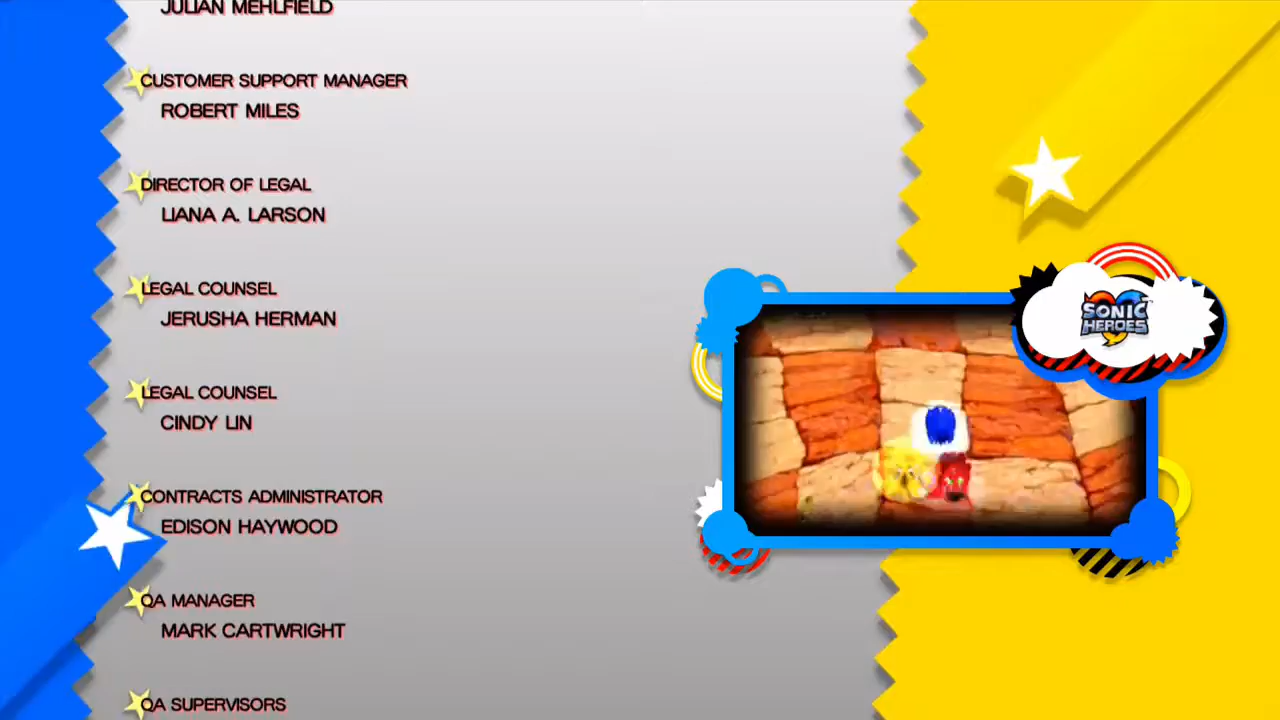 JULIAN MEHLFIELD
CUSTOMER SUPPORT MANAGER
ROBERT MILES
DIRECTOR OF LEGAL
LIANA A. LARSON
LEGAL COUNSEL
JERUSHA HERMAN
LEGAL COUNSEL
CINDY LIN
CONTRACTS ADMINISTRATOR
EDISON HAYWOOD
QA MANAGER
MARK CARTWRIGHT
QA SUPERVISORS
SONIC
HEROES